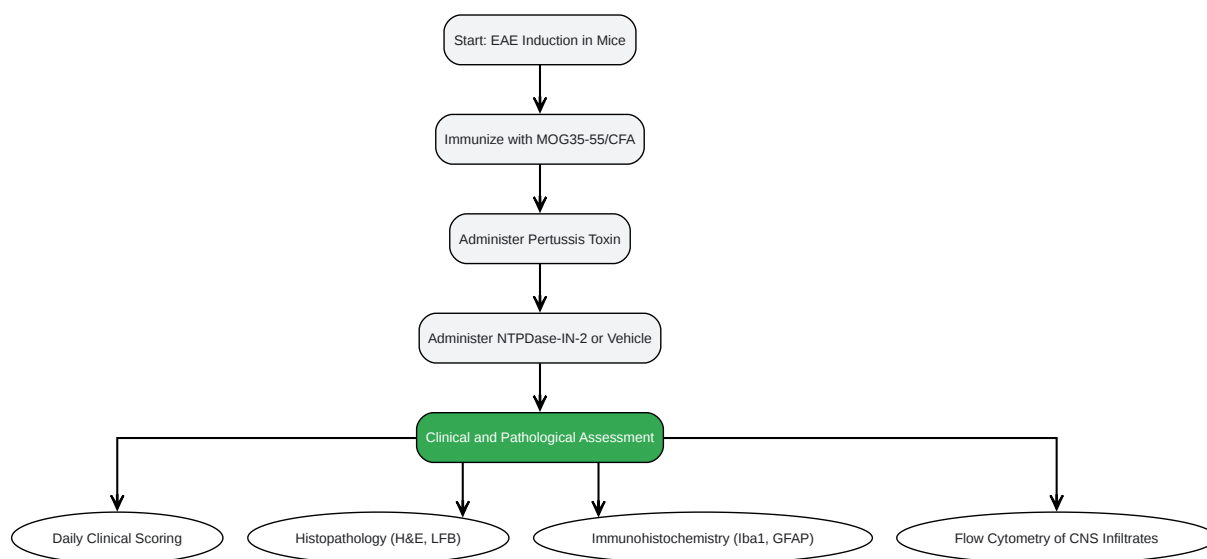 Start: EAE Induction in Mice
Immunize with MOG35-55/CFA
Administer Pertussis Toxin
Administer NTPDase-IN-2 or Vehicle
Clinical and Pathological Assessment
Daily Clinical Scoring
Histopathology (H&E, LFB)
Immunohistochemistry (Iba1, GFAP)
Flow Cytometry of CNS Infiltrates